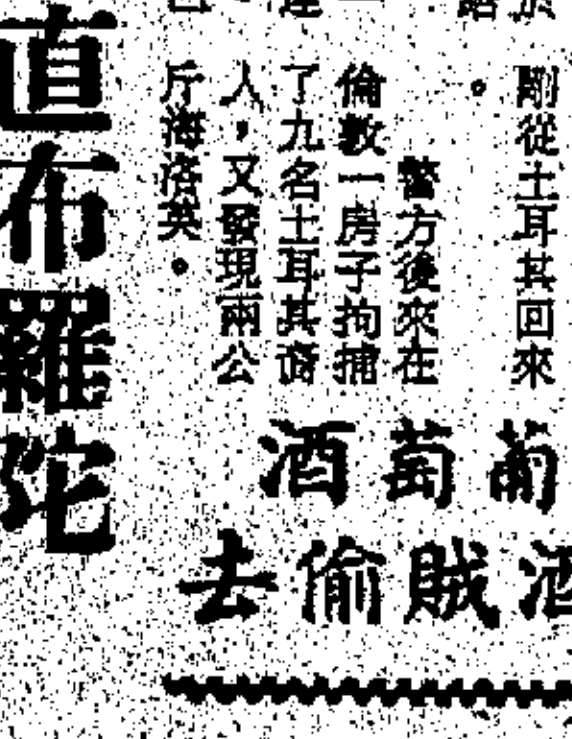 剛從土耳其回來
。
警方後來在
倫敦一房子拘捕
了九名土耳其裔
人，又發現兩公
斤海洛英。
葡萄酒
酒賊偷去
直布羅陀